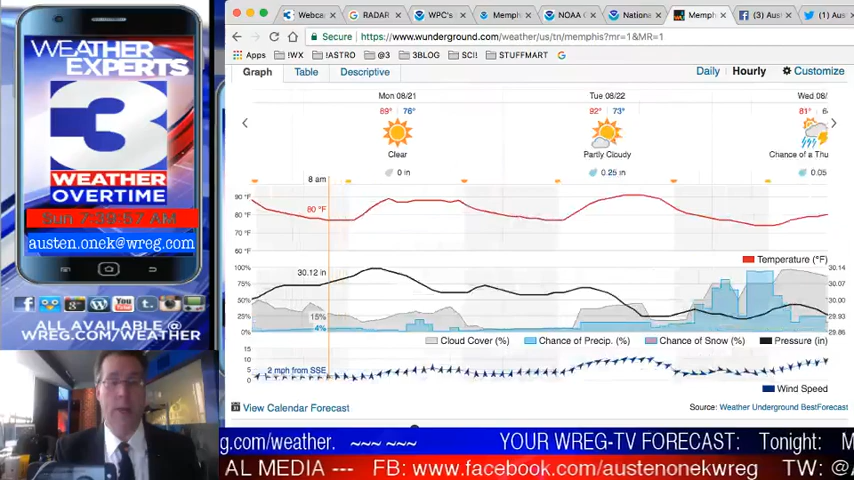 WEATHER
EXPERTS
3
WEATHER
OVERTIME
Sun 7:39:57 AM
austen.onek@wreg.com
ALL AVAILABLE @
WREG.COM/WEATHER
Webca
RADAR
WPC's
Memph
NOAA
Nationa
Memph
(3) Aus
(1) Aus
Secure
https://www.wunderground.com/weather/us/tn/memphis?mr=1&MR=1
Apps
!WX
!ASTRO
@3
3BLOG
SCI!
STUFFMART
Graph
Table
Descriptive
Daily
Hourly
Customize
Mon 08/21
Tue 08/22
Wed 08/
89° 76°
92° 73°
81° 6
Clear
Partly Cloudy
Chance of a Thu
0 in
0.25 in
0.05
8 am
90 °F
80 °F
70 °F
60 °F
80 °F
Temperature (°F)
100%
75%
50%
25%
0%
30.12 in
15%
4%
30.14
30.07
30.00
29.93
29.86
Cloud Cover (%)
Chance of Precip. (%)
Chance of Snow (%)
Pressure (in)
15
10
5
0
2 mph from SSE
Wind Speed
View Calendar Forecast
Source: Weather Underground BestForecast
g.com/weather. ~~~ ~~~ YOUR WREG-TV FORECAST: Tonight: M
AL MEDIA --- FB: www.facebook.com/austenonekwreg TW: @A